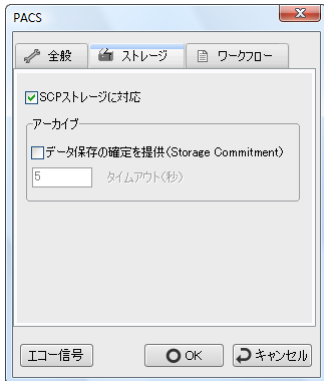 PACS
全般 ストレージ ワークフロー
SCPストレージに対応
アーカイブ
データ保存の確定を提供(Storage Commitment)
5 タイムアウト(秒)
エコー信号 OK キャンセル